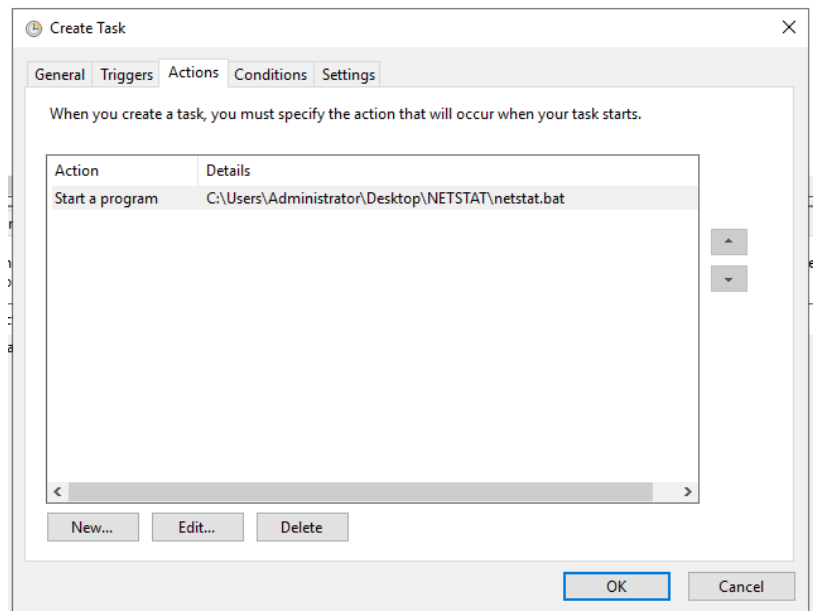 Create Task
General Triggers Actions Conditions Settings
When you create a task, you must specify the action that will occur when your task starts.
Action Details
Start a program C:\Users\Administrator\Desktop\NETSTAT\netstat.bat
New... Edit... Delete
OK Cancel